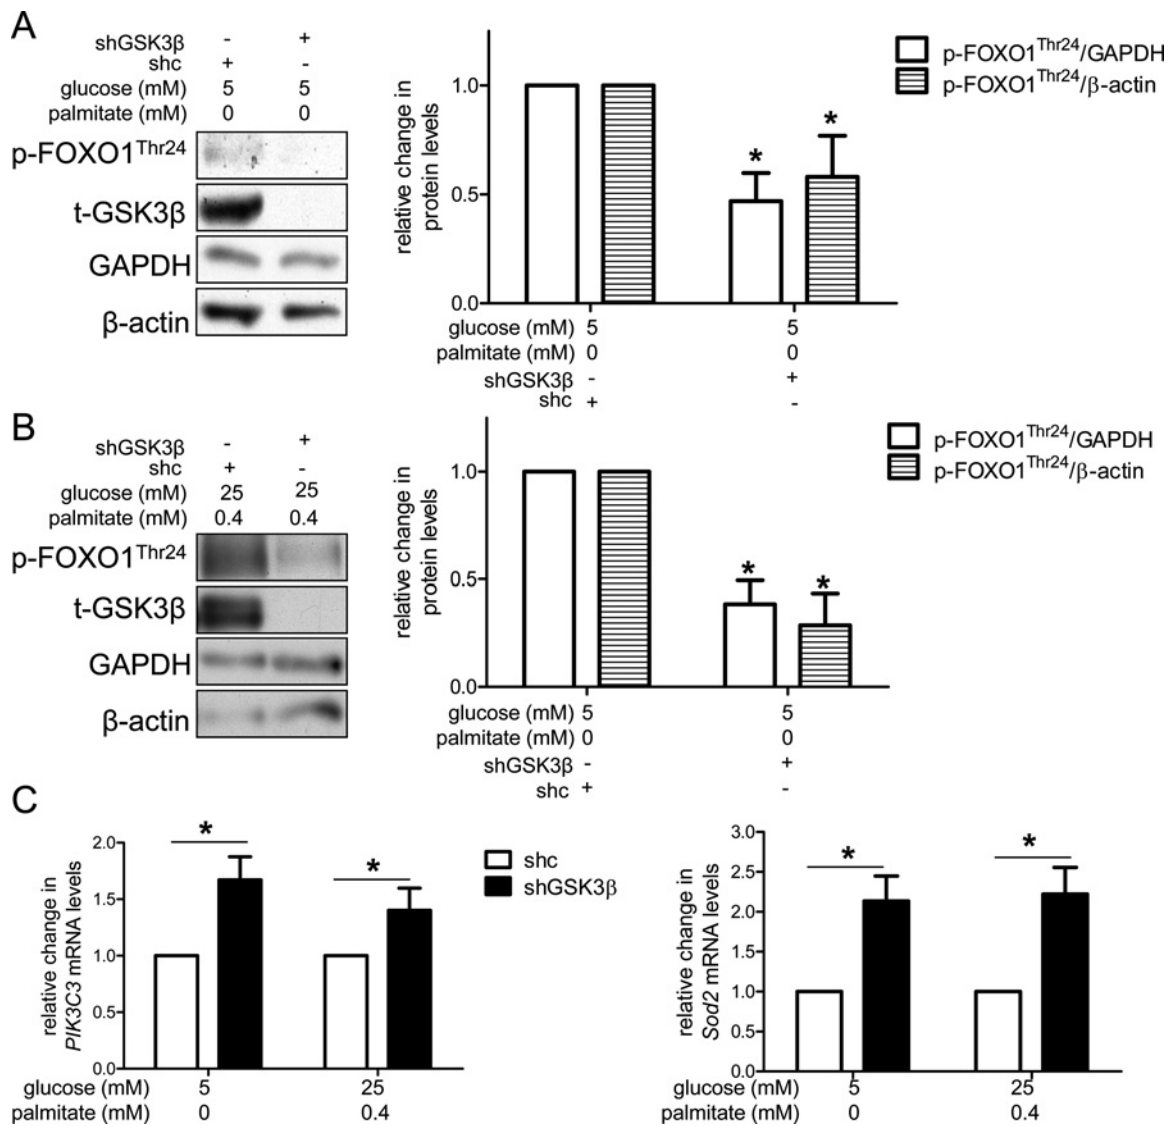 A
shGSK3β - +
shc + -
glucose (mM) 5 5
palmitate (mM) 0 0
p-FOXO1Thr24
t-GSK3β
GAPDH
β-actin
relative change in
protein levels
1.0
0.5
0.0
* *
glucose (mM) 5 5
palmitate (mM) 0 0
shGSK3β - +
shc + -
p-FOXO1Thr24/GAPDH
p-FOXO1Thr24/β-actin
B
shGSK3β - +
shc + -
glucose (mM) 25 25
palmitate (mM) 0.4 0.4
p-FOXO1Thr24
t-GSK3β
GAPDH
β-actin
relative change in
protein levels
1.0
0.5
0.0
* *
glucose (mM) 5 5
palmitate (mM) 0 0
shGSK3β - +
shc + -
p-FOXO1Thr24/GAPDH
p-FOXO1Thr24/β-actin
C
relative change in
PIK3C3 mRNA levels
2.0
1.5
1.0
0.5
0.0
* *
glucose (mM) 5 25
palmitate (mM) 0 0.4
shc
shGSK3β
relative change in
Sod2 mRNA levels
3.0
2.5
2.0
1.5
1.0
0.5
0.0
* *
glucose (mM) 5 25
palmitate (mM) 0 0.4